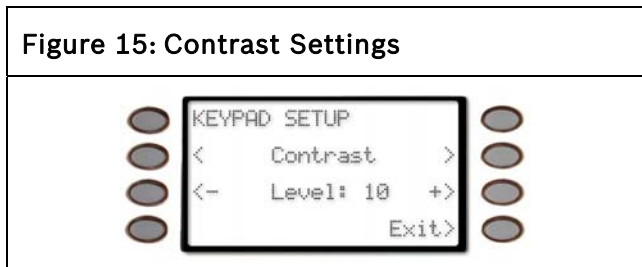 Figure 15: Contrast Settings
KEYPAD SETUP
< Contrast >
<- Level: 10 +>
Exit>